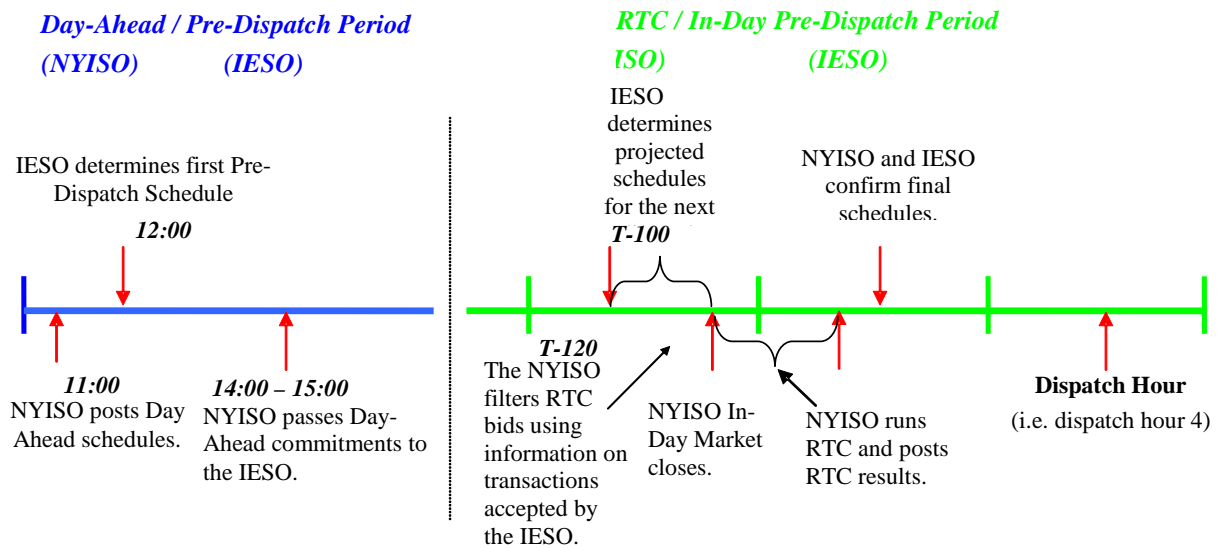 Day-Ahead / Pre-Dispatch Period
(NYISO) (IESO)
RTC / In-Day Pre-Dispatch Period
ISO) (IESO)
IESO determines first Pre-
Dispatch Schedule
12:00
11:00
NYISO posts Day
Ahead schedules.
14:00 – 15:00
NYISO passes Day-
Ahead commitments to
the IESO.
IESO
determines
projected
schedules
for the next
T-100
NYISO and IESO
confirm final
schedules.
T-120
The NYISO
filters RTC
bids using
information on
transactions
accepted by
the IESO.
NYISO In-
Day Market
closes.
NYISO runs
RTC and posts
RTC results.
Dispatch Hour
(i.e. dispatch hour 4)